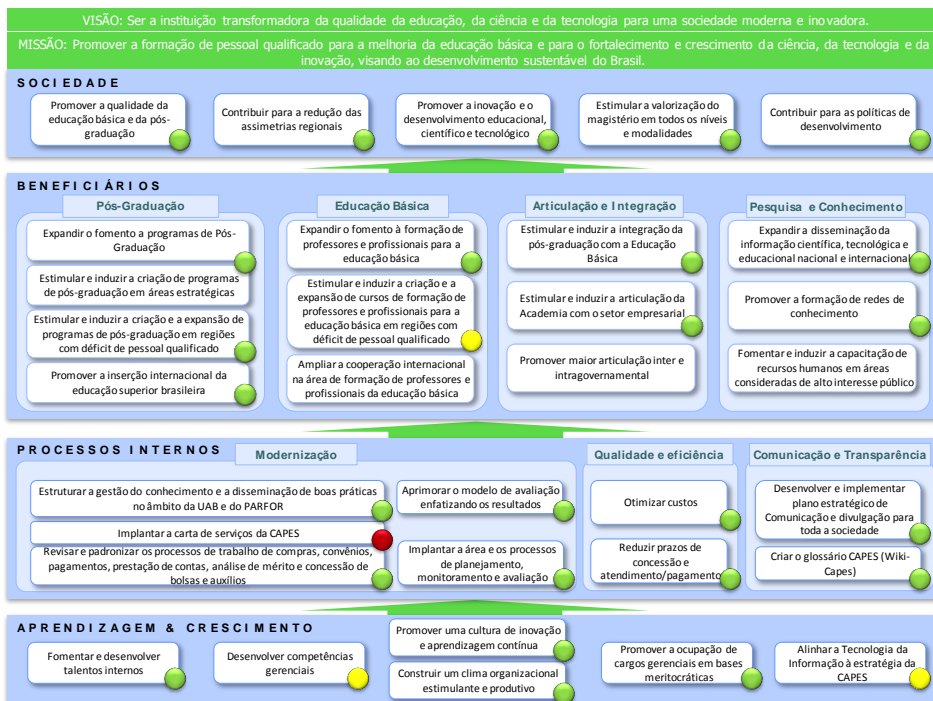 VISÃO: Ser a instituição transformadora da qualidade da educação, da ciência e da tecnologia para uma sociedade moderna e inovadora.
MISSÃO: Promover a formação de pessoal qualificado para a melhoria da educação básica e para o fortalecimento e crescimento da ciência, da tecnologia e da
inovação, visando ao desenvolvimento sustentável do Brasil.
SOCIEDADE
Promover a qualidade da
educação básica e da pós-
graduação
Contribuir para a redução das
assimetrias regionais
Promover a inovação e o
desenvolvimento educacional,
científico e tecnológico
Estimular a valorização do
magistério em todos os níveis
e modalidades
Contribuir para as políticas de
desenvolvimento
BENEFICIÁRIOS
Pós-Graduação
Expandir o fomento a programas de Pós-
Graduação
Estimular e induzir a criação de programas
de pós-graduação em áreas estratégicas
Estimular e induzir a criação e a expansão de
programas de pós-graduação em regiões
com déficit de pessoal qualificado
Promover a inserção internacional da
educação superior brasileira
Educação Básica
Expandir o fomento à formação de
professores e profissionais para a
educação básica
Estimular e induzir a criação e a
expansão de cursos de formação de
professores e profissionais para a
educação básica em regiões com
déficit de pessoal qualificado
Ampliar a cooperação internacional
na área de formação de professores e
profissionais da educação básica
Articulação e Integração
Estimular e induzir a integração da
pós-graduação com a Educação
Básica
Estimular e induzir a articulação da
Academia com o setor empresarial
Promover maior articulação inter e
intragovernamental
Pesquisa e Conhecimento
Expandir a disseminação da
informação científica, tecnológica e
educacional nacional e internacional
Promover a formação de redes de
conhecimento
Fomentar e induzir a capacitação de
recursos humanos em áreas
consideradas de alto interesse público
PROCESSOS INTERNOS
Modernização
Estruturar a gestão do conhecimento e a disseminação de boas práticas
no âmbito da UAB e do PARFOR
Implantar a carta de serviços da CAPES
Revisar e padronizar os processos de trabalho de compras, convênios,
pagamentos, prestação de contas, análise de mérito e concessão de
bolsas e auxílios
Aprimorar o modelo de avaliação
enfatizando os resultados
Implantar a área e os processos
de planejamento,
monitoramento e avaliação
Qualidade e eficiência
Otimizar custos
Reduzir prazos de
concessão e
atendimento/pagamento
Comunicação e Transparência
Desenvolver e implementar
plano estratégico de
Comunicação e divulgação para
toda a sociedade
Criar o glossário CAPES (Wiki-
Capes)
APRENDIZAGEM & CRESCIMENTO
Fomentar e desenvolver
talentos internos
Desenvolver competências
gerenciais
Promover uma cultura de inovação
e aprendizagem contínua
Construir um clima organizacional
estimulante e produtivo
Promover a ocupação de
cargos gerenciais em bases
meritocráticas
Alinhar a Tecnologia da
Informação à estratégia da
CAPES